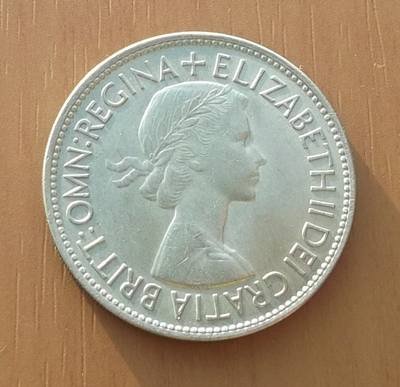 + ELIZABETH II DEI GRATIA BRITT:OMN:REGINA